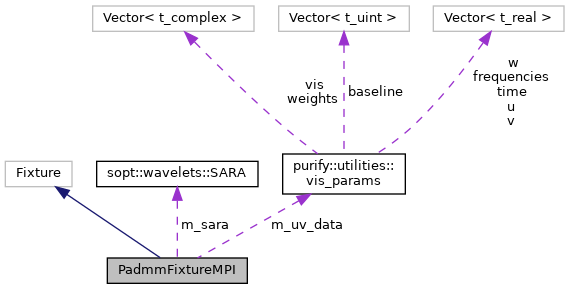 Vector< t_complex >
Vector< t_uint >
Vector< t_real >
vis
weights
baseline
w
frequencies
time
u
v
Fixture
sopt::wavelets::SARA
purify::utilities::
vis_params
m_sara
m_uv_data
PadmmFixtureMPI